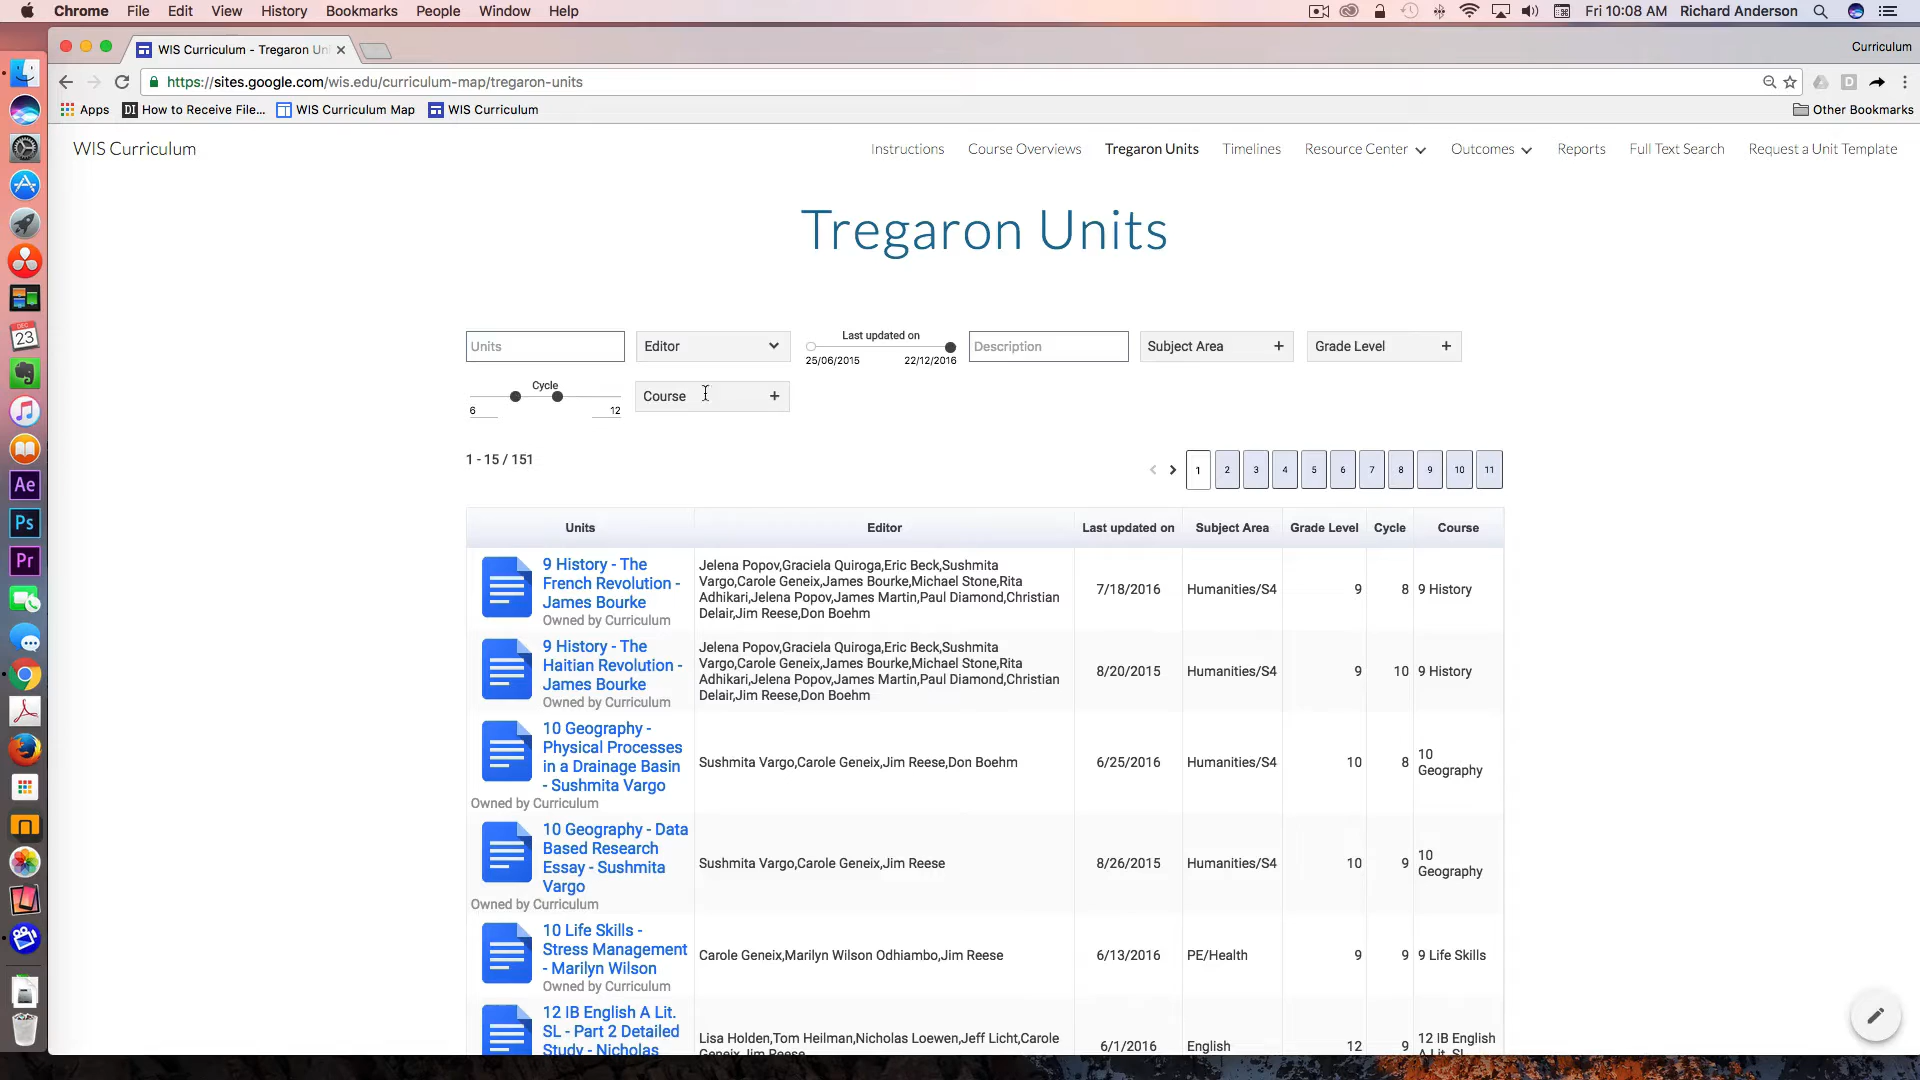 Chrome File Edit View History Bookmarks People Window Help Fri 10:08 AM Richard Anderson
WIS Curriculum - Tregaron Uni
Curriculum
https://sites.google.com/wis.edu/curriculum-map/tregaron-units
Apps How to Receive File... WIS Curriculum Map WIS Curriculum Other Bookmarks
WIS Curriculum Instructions Course Overviews Tregaron Units Timelines Resource Center Outcomes Reports Full Text Search Request a Unit Template
Tregaron Units
Units Editor Last updated on Description Subject Area + Grade Level +
25/06/2015 22/12/2016
Cycle Course +
6 12
1 - 15 / 151
< > 1 2 3 4 5 6 7 8 9 10 11
Units Editor Last updated on Subject Area Grade Level Cycle Course
9 History - The
French Revolution -
James Bourke
Owned by Curriculum
Jelena Popov,Graciela Quiroga,Eric Beck,Sushmita
Vargo,Carole Geneix,James Bourke,Michael Stone,Rita
Adhikari,Jelena Popov,James Martin,Paul Diamond,Christian
Delair,Jim Reese,Don Boehm
7/18/2016 Humanities/S4 9 8 9 History
9 History - The
Haitian Revolution -
James Bourke
Owned by Curriculum
Jelena Popov,Graciela Quiroga,Eric Beck,Sushmita
Vargo,Carole Geneix,James Bourke,Michael Stone,Rita
Adhikari,Jelena Popov,James Martin,Paul Diamond,Christian
Delair,Jim Reese,Don Boehm
8/20/2015 Humanities/S4 9 10 9 History
10 Geography -
Physical Processes
in a Drainage Basin
- Sushmita Vargo
Owned by Curriculum
Sushmita Vargo,Carole Geneix,Jim Reese,Don Boehm
6/25/2016 Humanities/S4 10 8 10
Geography
10 Geography - Data
Based Research
Essay - Sushmita
Vargo
Owned by Curriculum
Sushmita Vargo,Carole Geneix,Jim Reese
8/26/2015 Humanities/S4 10 9 10
Geography
10 Life Skills -
Stress Management
- Marilyn Wilson
Owned by Curriculum
Carole Geneix,Marilyn Wilson Odhiambo,Jim Reese
6/13/2016 PE/Health 9 9 9 Life Skills
12 IB English A Lit.
SL - Part 2 Detailed
Study - Nicholas
Lisa Holden,Tom Heilman,Nicholas Loewen,Jeff Licht,Carole
Geneix,Jim Reese
6/1/2016 English 12 9 12 IB English
A Lit. SL
DEC
23
Ae
Ps
Pr